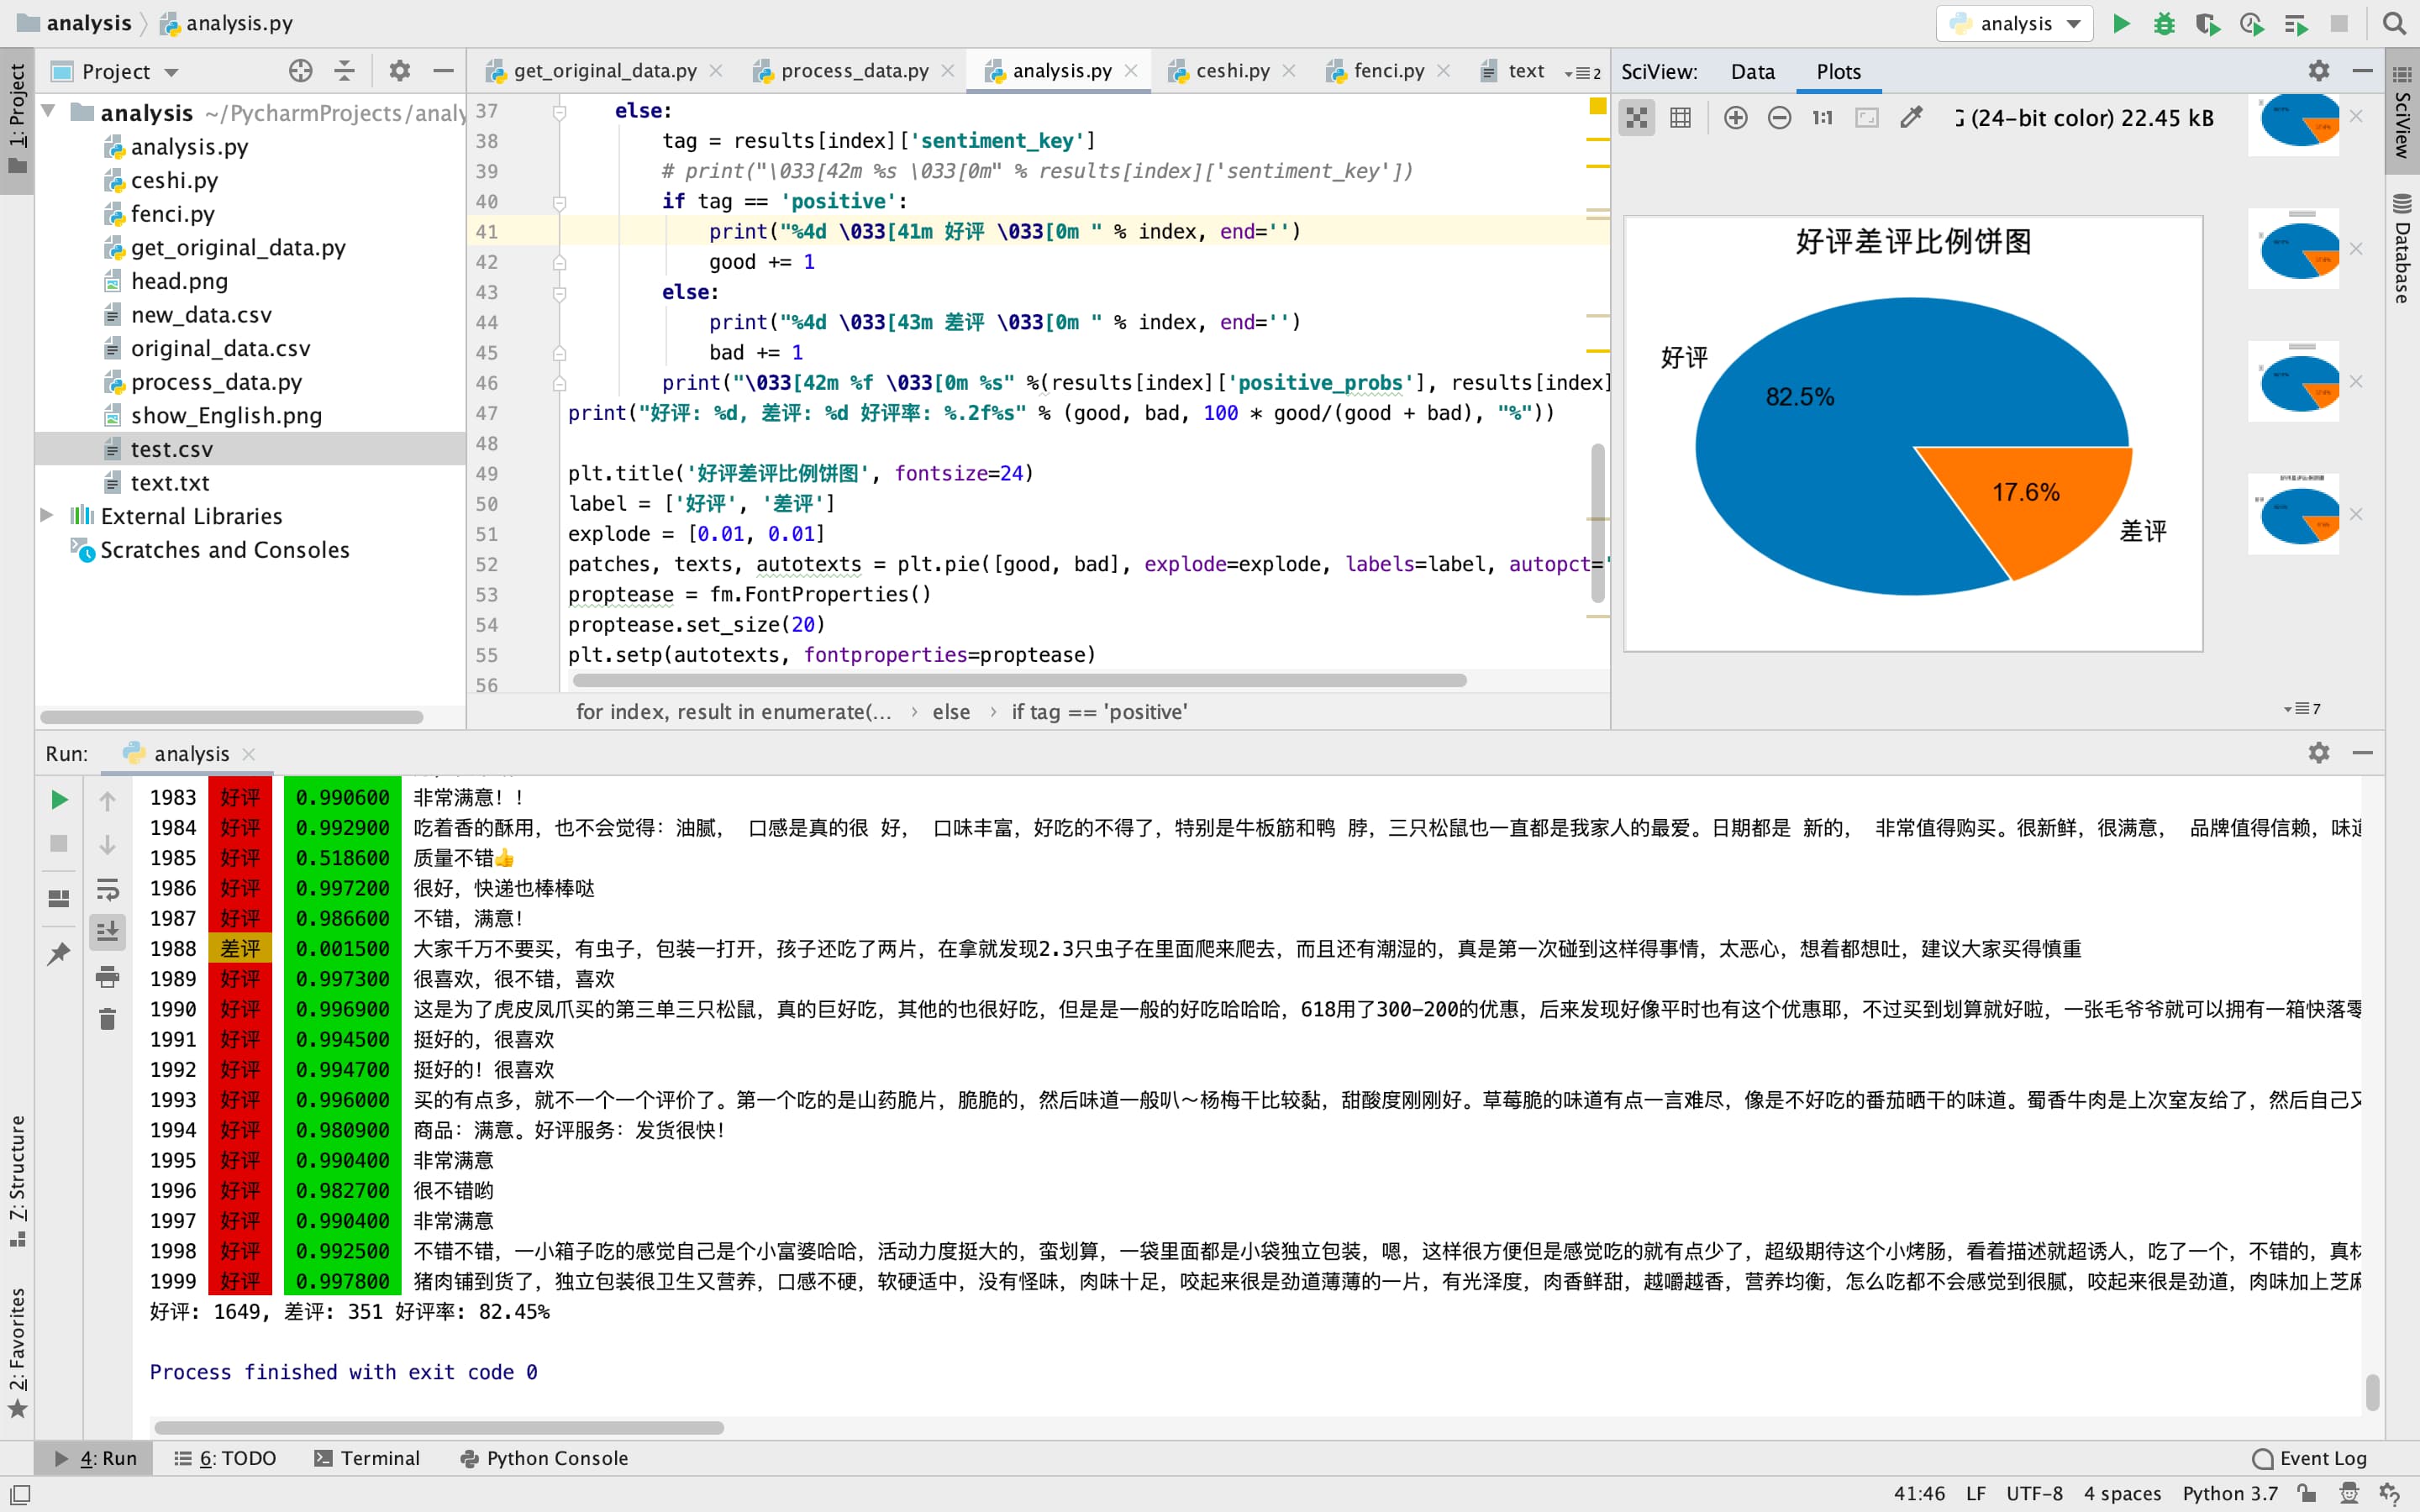 analysis analysis.py
analysis
Project
get_original_data.py process_data.py analysis.py ceshi.py fenci.py text 2
SciView: Data Plots
1: Project
analysis ~/PycharmProjects/analy
analysis.py
ceshi.py
fenci.py
get_original_data.py
head.png
new_data.csv
original_data.csv
process_data.py
show_English.png
test.csv
text.txt
External Libraries
Scratches and Consoles
37 else:
38 tag = results[index]['sentiment_key']
39 # print("\033[42m %s \033[0m" % results[index]['sentiment_key'])
40 if tag == 'positive':
41 print("%4d \033[41m 好评 \033[0m " % index, end='')
42 good += 1
43 else:
44 print("%4d \033[43m 差评 \033[0m " % index, end='')
45 bad += 1
46 print("\033[42m %f \033[0m %s" %(results[index]['positive_probs'], results[index]
47 print("好评: %d, 差评: %d 好评率: %.2f%s" % (good, bad, 100 * good/(good + bad), "%"))
48
49 plt.title('好评差评比例饼图', fontsize=24)
50 label = ['好评', '差评']
51 explode = [0.01, 0.01]
52 patches, texts, autotexts = plt.pie([good, bad], explode=explode, labels=label, autopct='
53 proptease = fm.FontProperties()
54 proptease.set_size(20)
55 plt.setp(autotexts, fontproperties=proptease)
56
for index, result in enumerate(... › else › if tag == 'positive'
1:1 G (24-bit color) 22.45 kB
好评差评比例饼图
好评
82.5%
17.6%
差评
7
SciView
Database
Run: analysis
1983 好评 0.990600 非常满意！！
1984 好评 0.992900 吃着香的酥用，也不会觉得：油腻， 口感是真的很 好， 口味丰富，好吃的不得了，特别是牛板筋和鸭 脖，三只松鼠也一直都是我家人的最爱。日期都是 新的， 非常值得购买。很新鲜，很满意， 品牌值得信赖，味道
1985 好评 0.518600 质量不错👍
1986 好评 0.997200 很好，快递也棒棒哒
1987 好评 0.986600 不错，满意！
1988 差评 0.001500 大家千万不要买，有虫子，包装一打开，孩子还吃了两片，在拿就发现2.3只虫子在里面爬来爬去，而且还有潮湿的，真是第一次碰到这样得事情，太恶心，想着都想吐，建议大家买得慎重
1989 好评 0.997300 很喜欢，很不错，喜欢
1990 好评 0.996900 这是为了虎皮凤爪买的第三单三只松鼠，真的巨好吃，其他的也很好吃，但是是一般的好吃哈哈哈，618用了300-200的优惠，后来发现好像平时也有这个优惠耶，不过买到划算就好啦，一张毛爷爷就可以拥有一箱快落零
1991 好评 0.994500 挺好的，很喜欢
1992 好评 0.994700 挺好的！很喜欢
1993 好评 0.996000 买的有点多，就不一个一个评价了。第一个吃的是山药脆片，脆脆的，然后味道一般叭～杨梅干比较黏，甜酸度刚刚好。草莓脆的味道有点一言难尽，像是不好吃的番茄晒干的味道。蜀香牛肉是上次室友给了，然后自己又
1994 好评 0.980900 商品：满意。好评服务：发货很快！
1995 好评 0.990400 非常满意
1996 好评 0.982700 很不错哟
1997 好评 0.990400 非常满意
1998 好评 0.992500 不错不错，一小箱子吃的感觉自己是个小富婆哈哈，活动力度挺大的，蛮划算，一袋里面都是小袋独立包装，嗯，这样很方便但是感觉吃的就有点少了，超级期待这个小烤肠，看着描述就超诱人，吃了一个，不错的，真材
1999 好评 0.997800 猪肉铺到货了，独立包装很卫生又营养，口感不硬，软硬适中，没有怪味，肉味十足，咬起来很是劲道薄薄的一片，有光泽度，肉香鲜甜，越嚼越香，营养均衡，怎么吃都不会感觉到很腻，咬起来很是劲道，肉味加上芝麻
好评: 1649, 差评: 351 好评率: 82.45%
Process finished with exit code 0
7: Structure
2: Favorites
4: Run 6: TODO Terminal Python Console Event Log
41:46 LF UTF-8 4 spaces Python 3.7